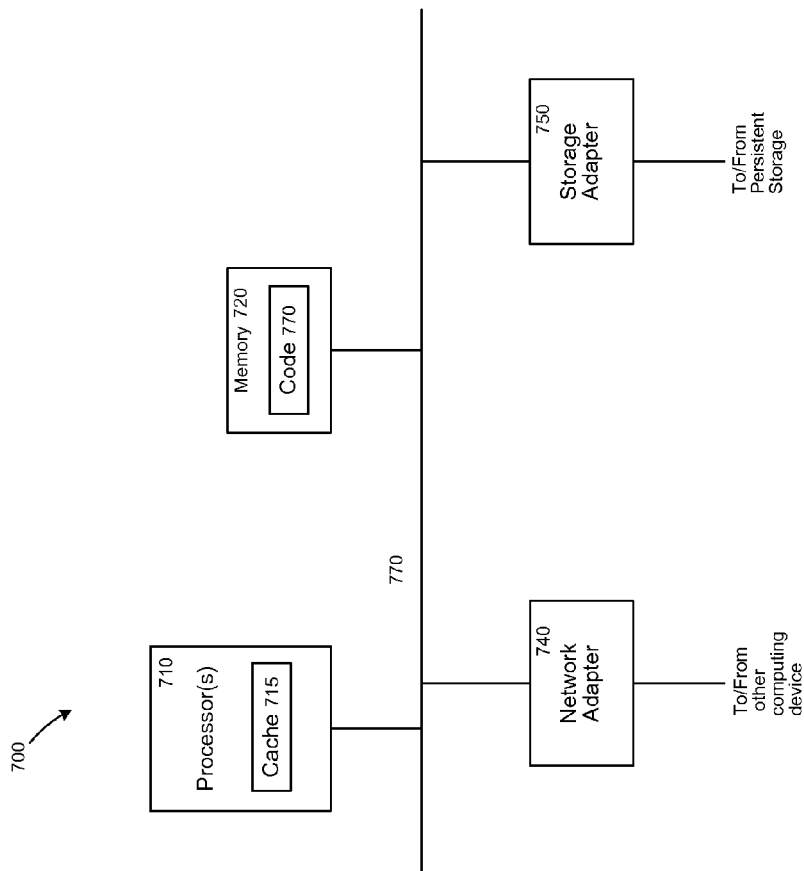 700
710
Processor(s)
Cache 715
Memory 720
Code 770
770
740
Network
Adapter
750
Storage
Adapter
To/From
other
computing
device
To/From
Persistent
Storage